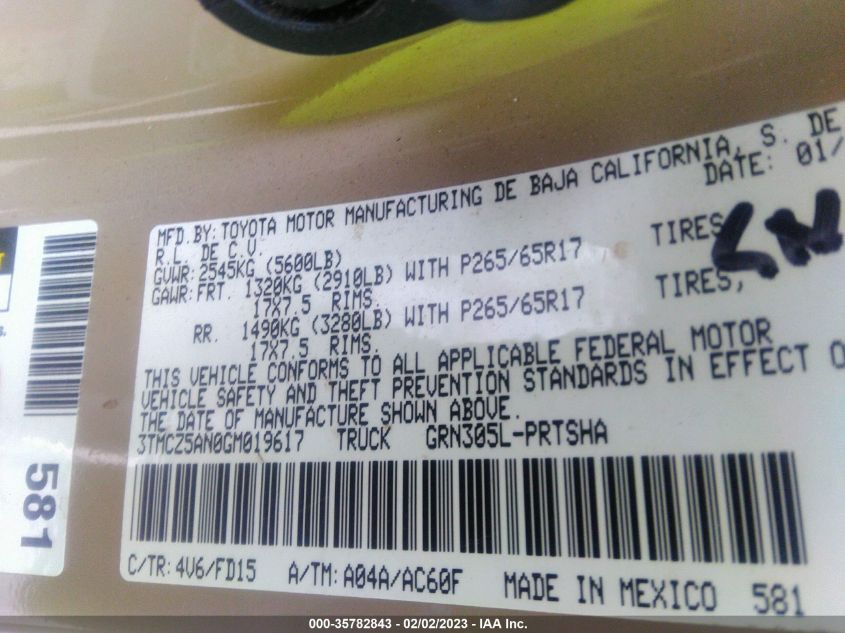 MFD.BY: TOYOTA MOTOR MANUFACTURING DE BAJA CALIFORNIA, S. DE
R.L. DE C.V. DATE: 01/
GVWR: 2545KG (5600LB)
GAWR: FRT. 1320KG (2910LB) WITH P265/65R17 TIRES,
17X7.5 RIMS.
RR. 1490KG (3280LB) WITH P265/65R17 TIRES,
17X7.5 RIMS.
THIS VEHICLE CONFORMS TO ALL APPLICABLE FEDERAL MOTOR
VEHICLE SAFETY AND THEFT PREVENTION STANDARDS IN EFFECT O
THE DATE OF MANUFACTURE SHOWN ABOVE.
3TMCZ5AN0GM019617 TRUCK GRN305L-PRTSHA
C/TR: 4V6/FD15 A/TM: A04A/AC60F MADE IN MEXICO 581
581
000-35782843 - 02/02/2023 - IAA Inc.